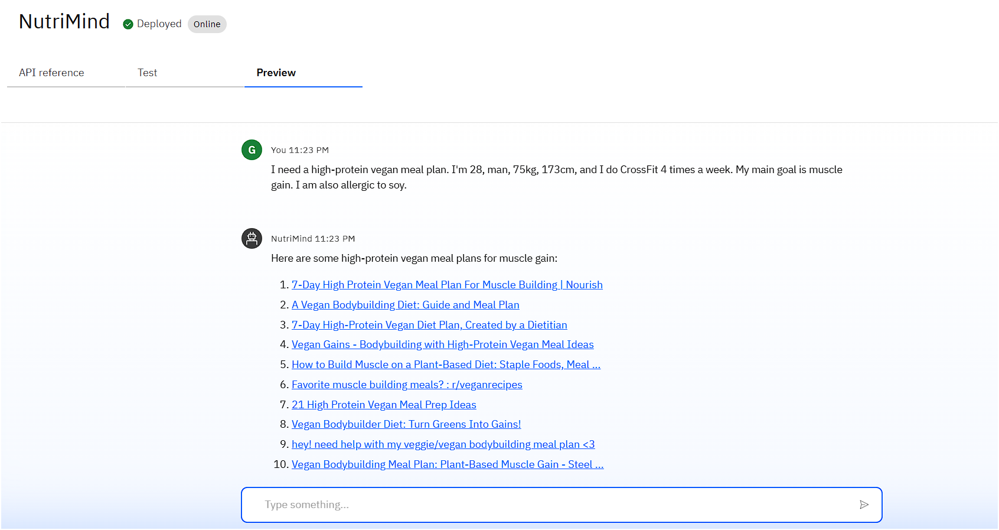 NutriMind Deployed Online
API reference Test Preview
G You 11:23 PM
I need a high-protein vegan meal plan. I'm 28, man, 75kg, 173cm, and I do CrossFit 4 times a week. My main goal is muscle
gain. I am also allergic to soy.
NutriMind 11:23 PM
Here are some high-protein vegan meal plans for muscle gain:
1. 7-Day High Protein Vegan Meal Plan For Muscle Building | Nourish
2. A Vegan Bodybuilding Diet: Guide and Meal Plan
3. 7-Day High-Protein Vegan Diet Plan, Created by a Dietitian
4. Vegan Gains - Bodybuilding with High-Protein Vegan Meal Ideas
5. How to Build Muscle on a Plant-Based Diet: Staple Foods, Meal ...
6. Favorite muscle building meals? : r/veganrecipes
7. 21 High Protein Vegan Meal Prep Ideas
8. Vegan Bodybuilder Diet: Turn Greens Into Gains!
9. hey! need help with my veggie/vegan bodybuilding meal plan <3
10. Vegan Bodybuilding Meal Plan: Plant-Based Muscle Gain - Steel ...
Type something...